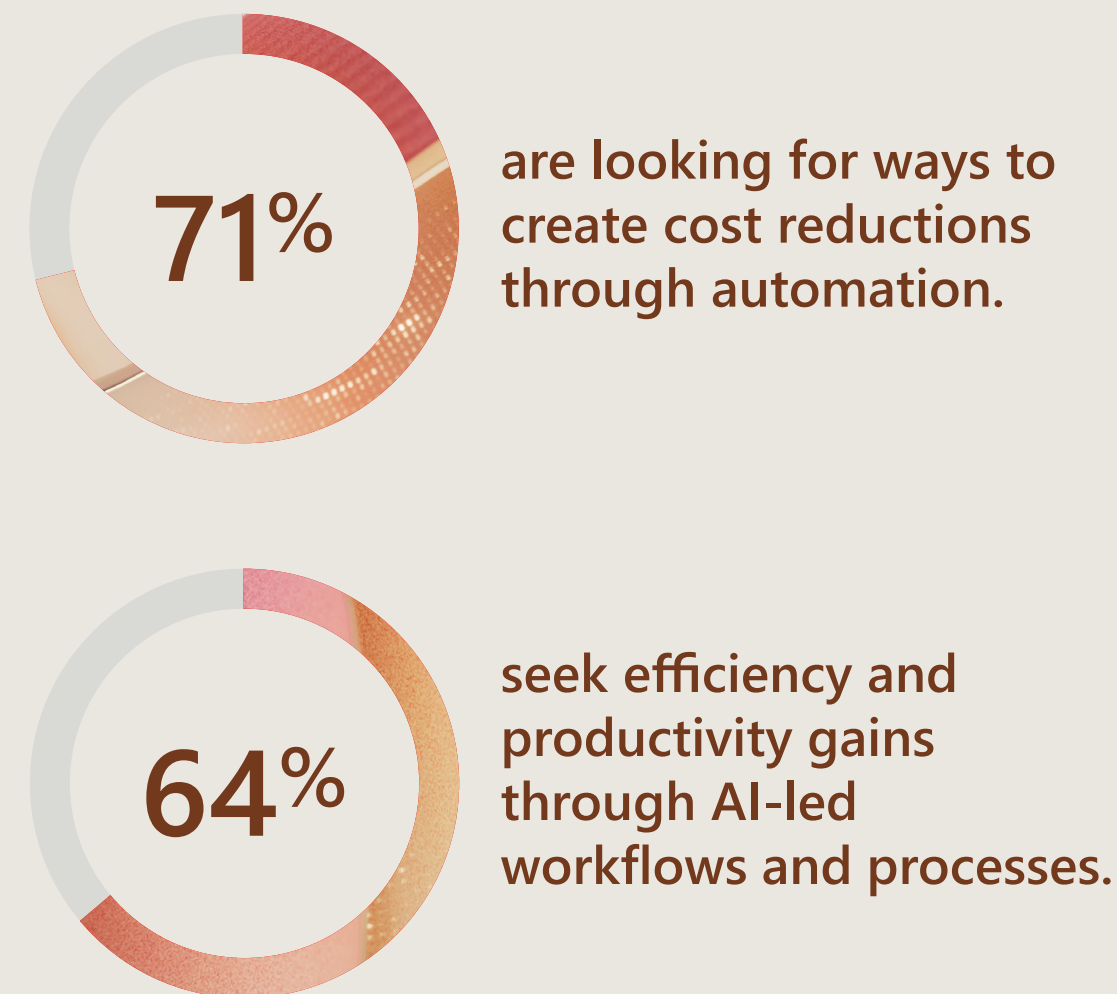 71%
are looking for ways to
create cost reductions
through automation.
64%
seek efficiency and
productivity gains
through AI-led
workflows and processes.